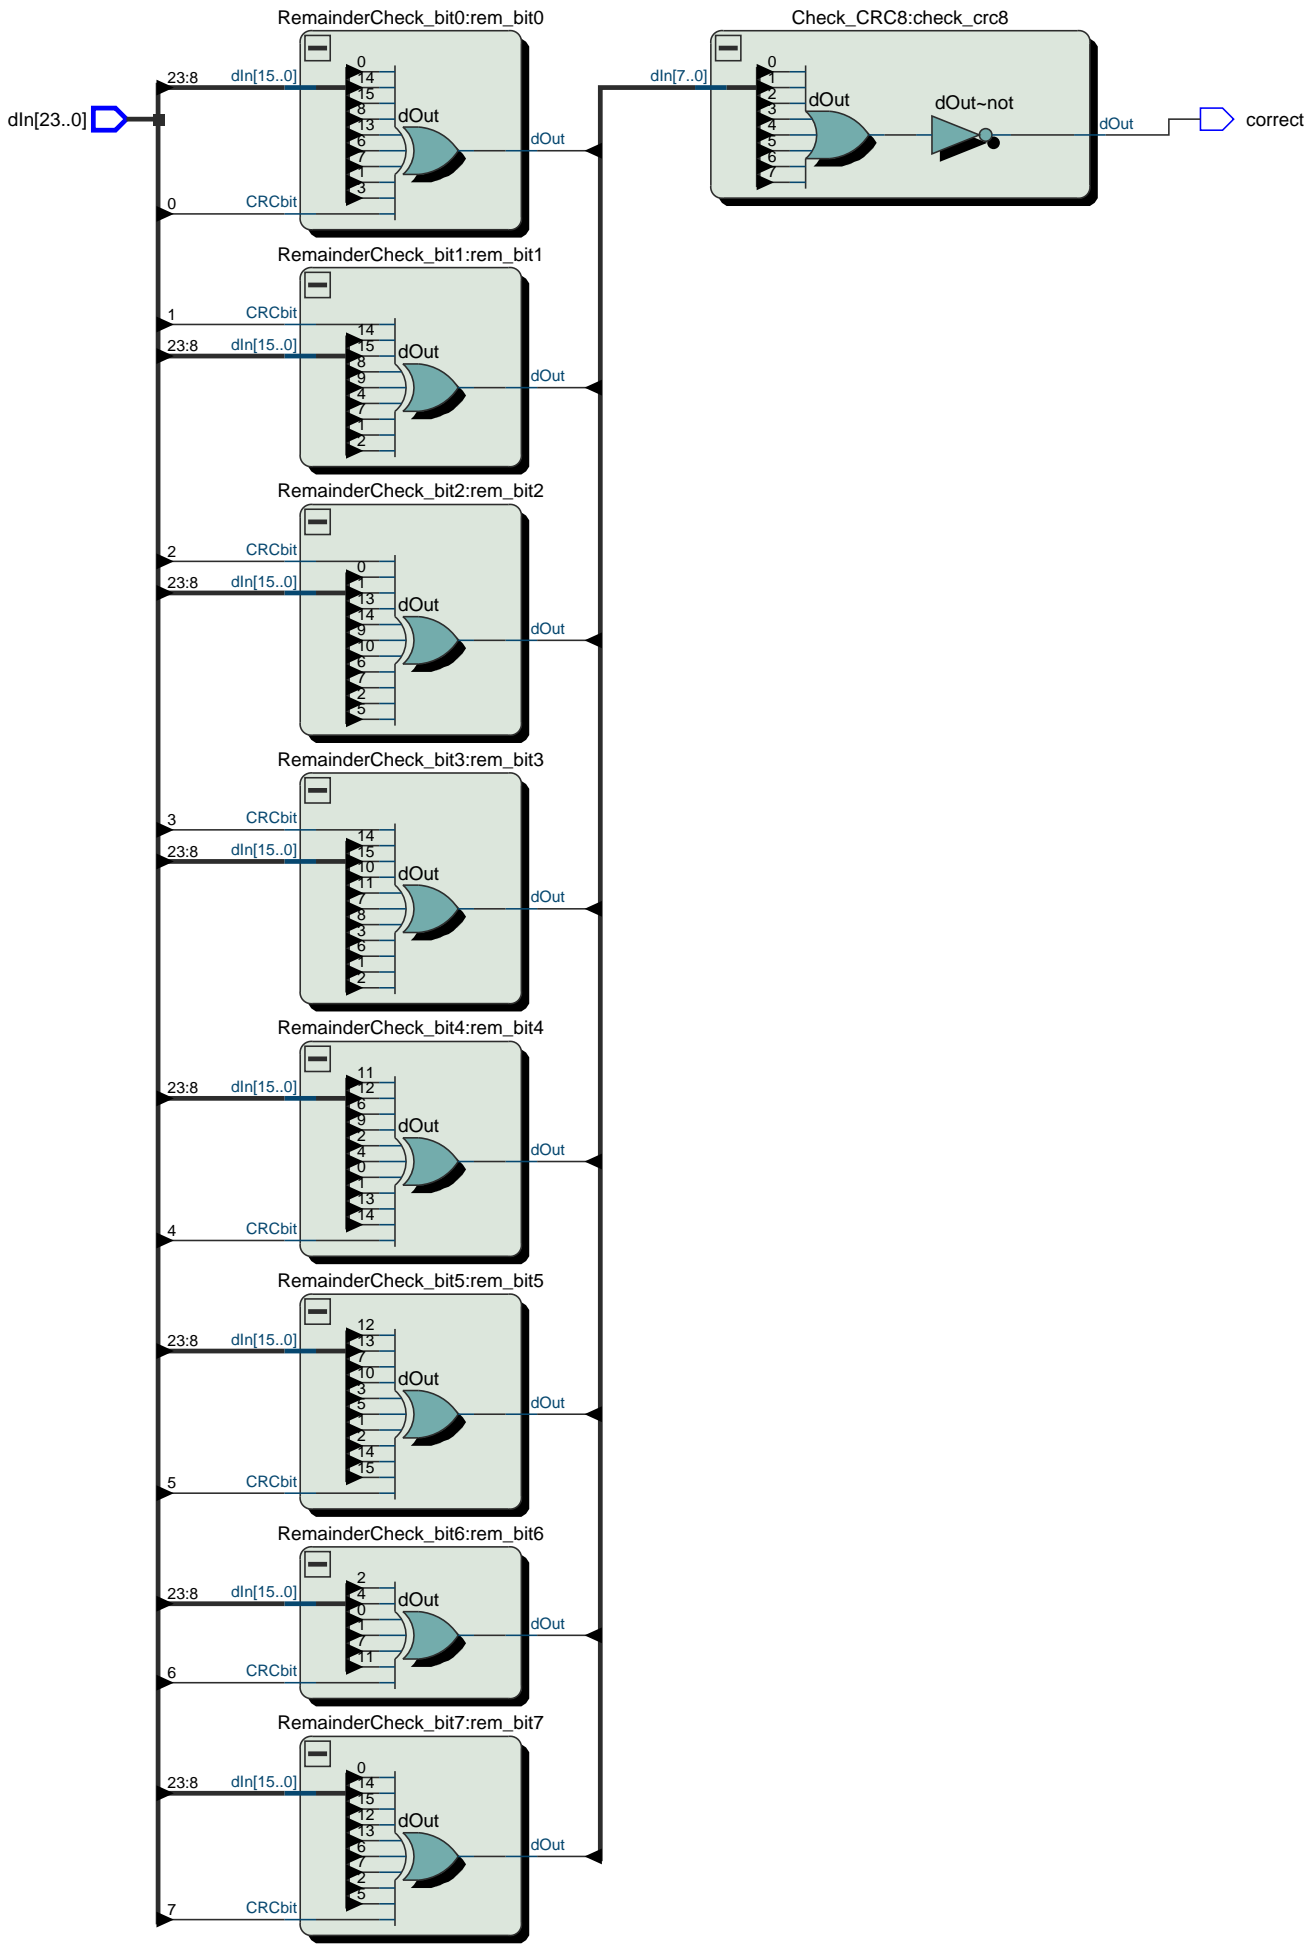 RemainderCheck_bit0:rem_bit0
Check_CRC8:check_crc8
dIn[23..0]
23:8 dIn[15..0]
0
14
15
8
13
6
7
1
3
dOut
dOut
0 CRCbit
dIn[7..0]
0
1
2
3
4
5
6
7
dOut
dOut~not
dOut
correct
RemainderCheck_bit1:rem_bit1
1 CRCbit
23:8 dIn[15..0]
14
15
8
9
4
7
1
2
dOut
dOut
RemainderCheck_bit2:rem_bit2
2 CRCbit
23:8 dIn[15..0]
0
1
13
14
9
10
6
7
2
5
dOut
dOut
RemainderCheck_bit3:rem_bit3
3 CRCbit
23:8 dIn[15..0]
14
15
10
11
7
8
3
6
1
2
dOut
dOut
RemainderCheck_bit4:rem_bit4
23:8 dIn[15..0]
11
12
6
9
2
4
0
1
13
14
dOut
dOut
4 CRCbit
RemainderCheck_bit5:rem_bit5
23:8 dIn[15..0]
12
13
7
10
3
5
1
2
14
15
dOut
dOut
5 CRCbit
RemainderCheck_bit6:rem_bit6
23:8 dIn[15..0]
2
4
0
1
7
11
dOut
dOut
6 CRCbit
RemainderCheck_bit7:rem_bit7
23:8 dIn[15..0]
0
14
15
12
13
6
7
2
5
dOut
dOut
7 CRCbit